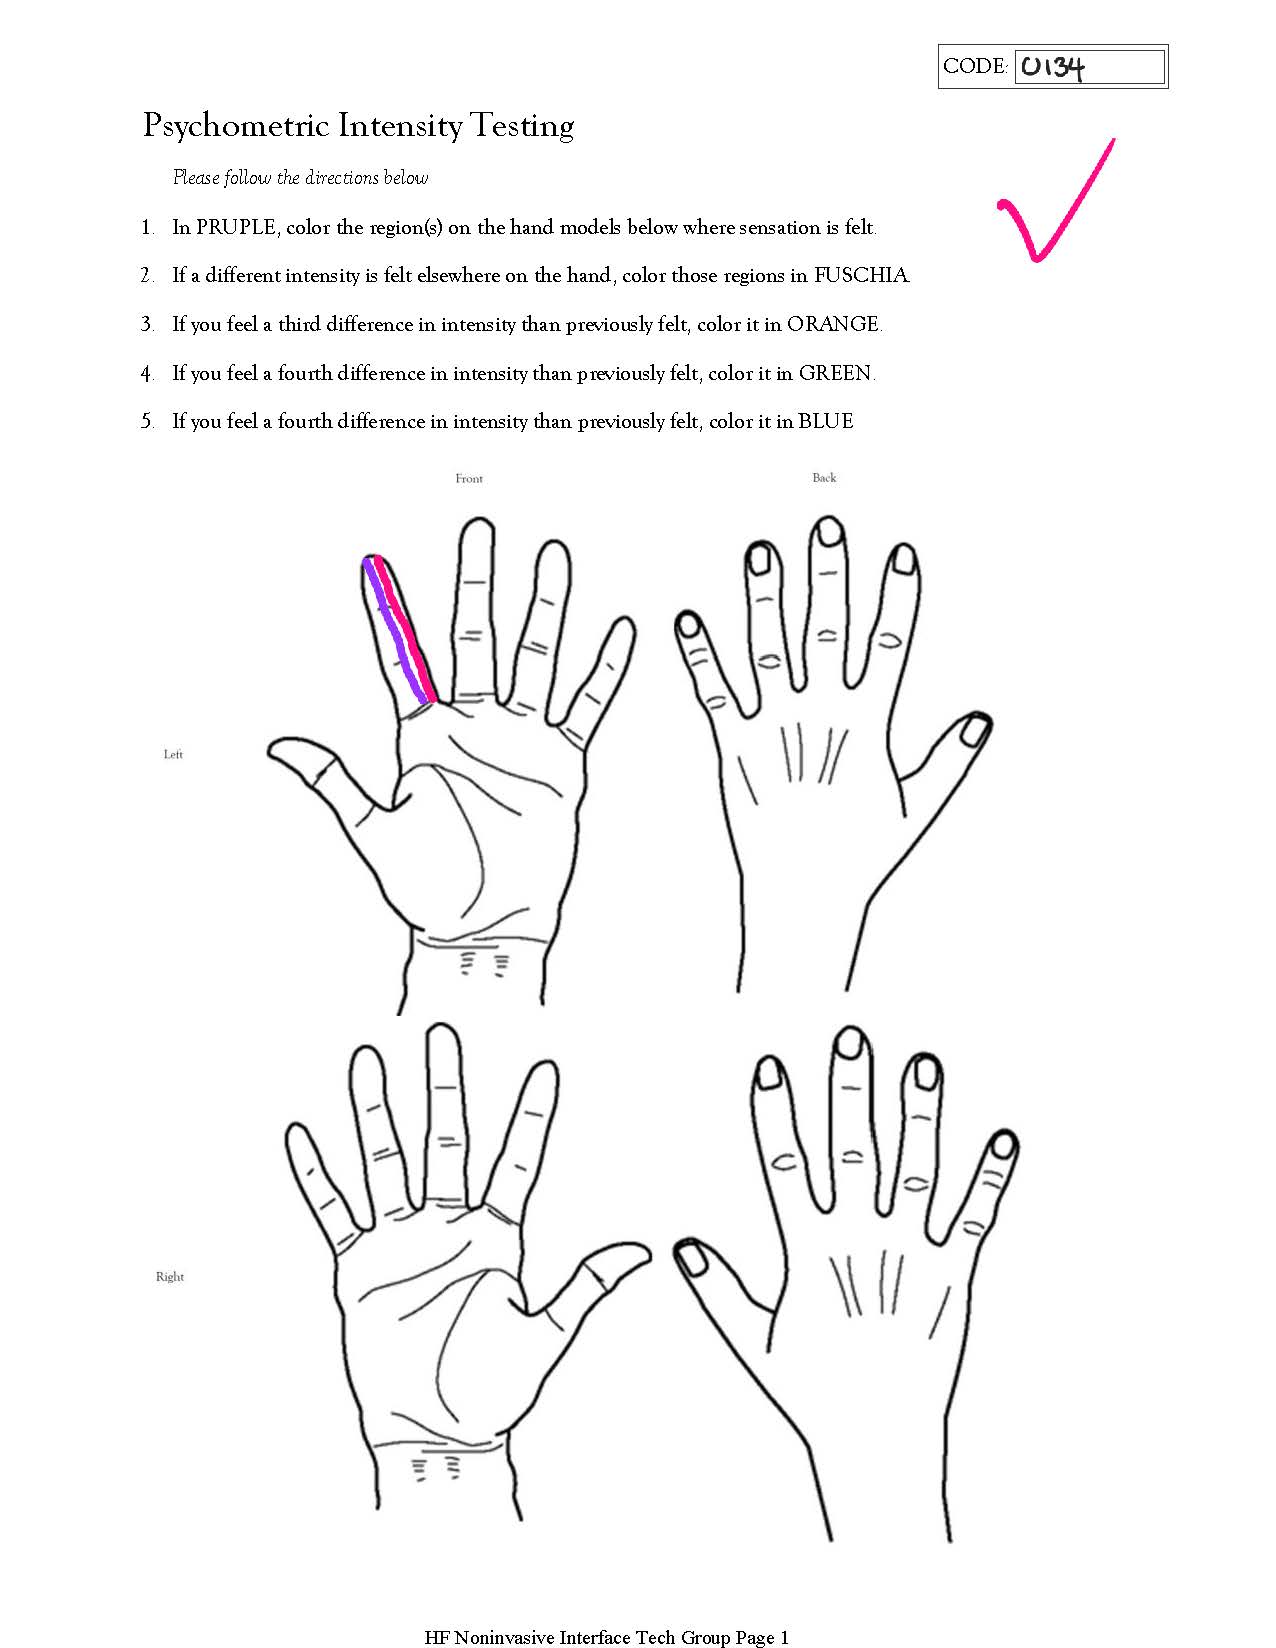 CODE: 0134
Psychometric Intensity Testing
Please follow the directions below
1. In PRUPLE, color the region(s) on the hand models below where sensation is felt.
2. If a different intensity is felt elsewhere on the hand, color those regions in FUSCHIA.
3. If you feel a third difference in intensity than previously felt, color it in ORANGE.
4. If you feel a fourth difference in intensity than previously felt, color it in GREEN.
5. If you feel a fourth difference in intensity than previously felt, color it in BLUE
Front
Back
Left
Right
HF Noninvasive Interface Tech Group Page 1